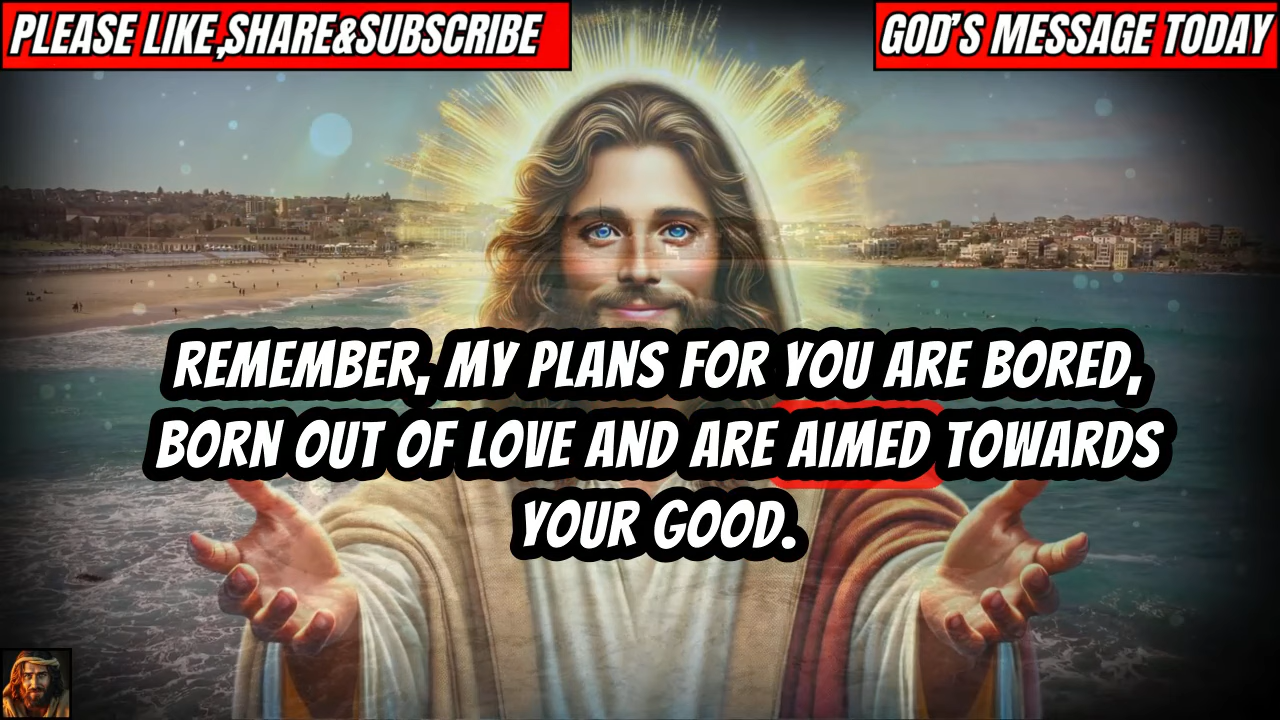 PLEASE LIKE,SHARE&SUBSCRIBE
GOD'S MESSAGE TODAY
REMEMBER, MY PLANS FOR YOU ARE BORED,
BORN OUT OF LOVE AND ARE AIMED TOWARDS
YOUR GOOD.